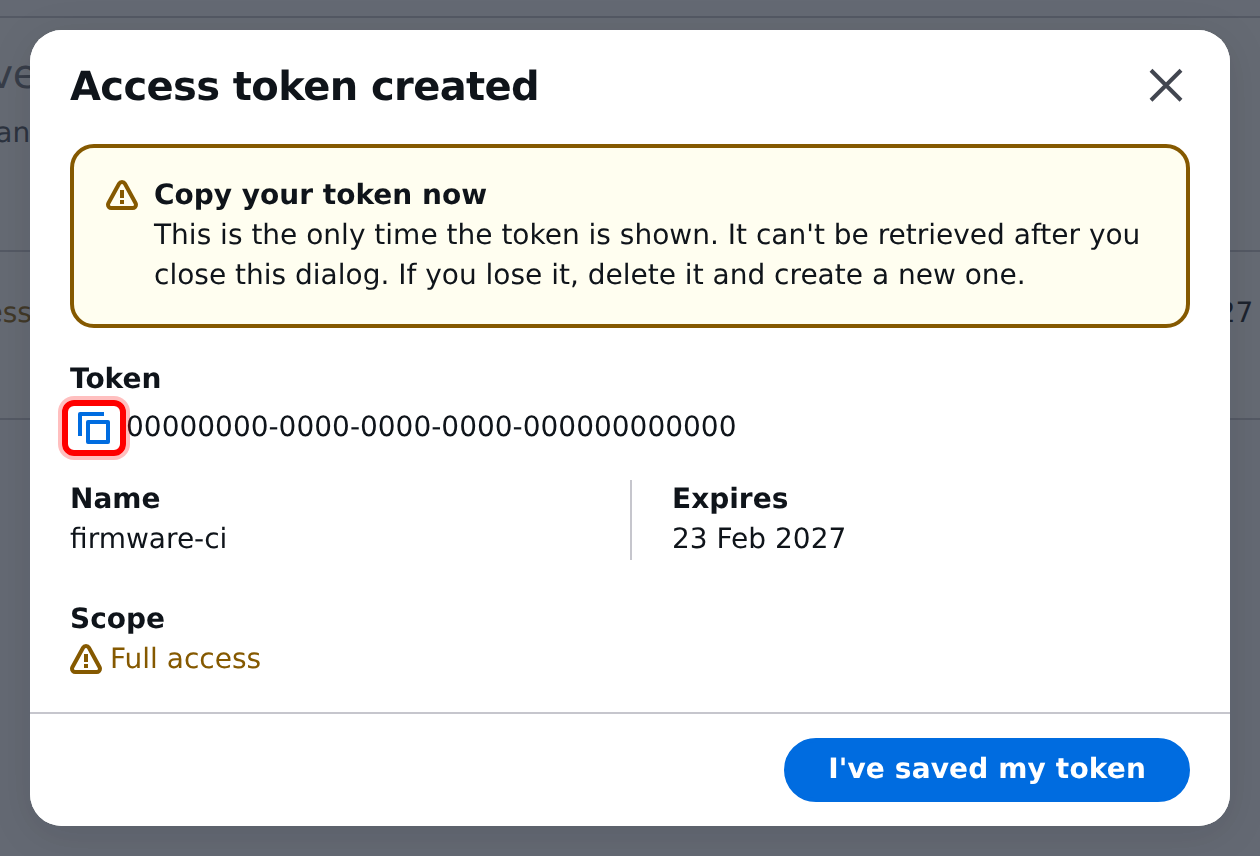 Access token created
Copy your token now
This is the only time the token is shown. It can't be retrieved after you
close this dialog. If you lose it, delete it and create a new one.
Token
00000000-0000-0000-0000-000000000000
Name
firmware-ci
Expires
23 Feb 2027
Scope
Full access
I've saved my token